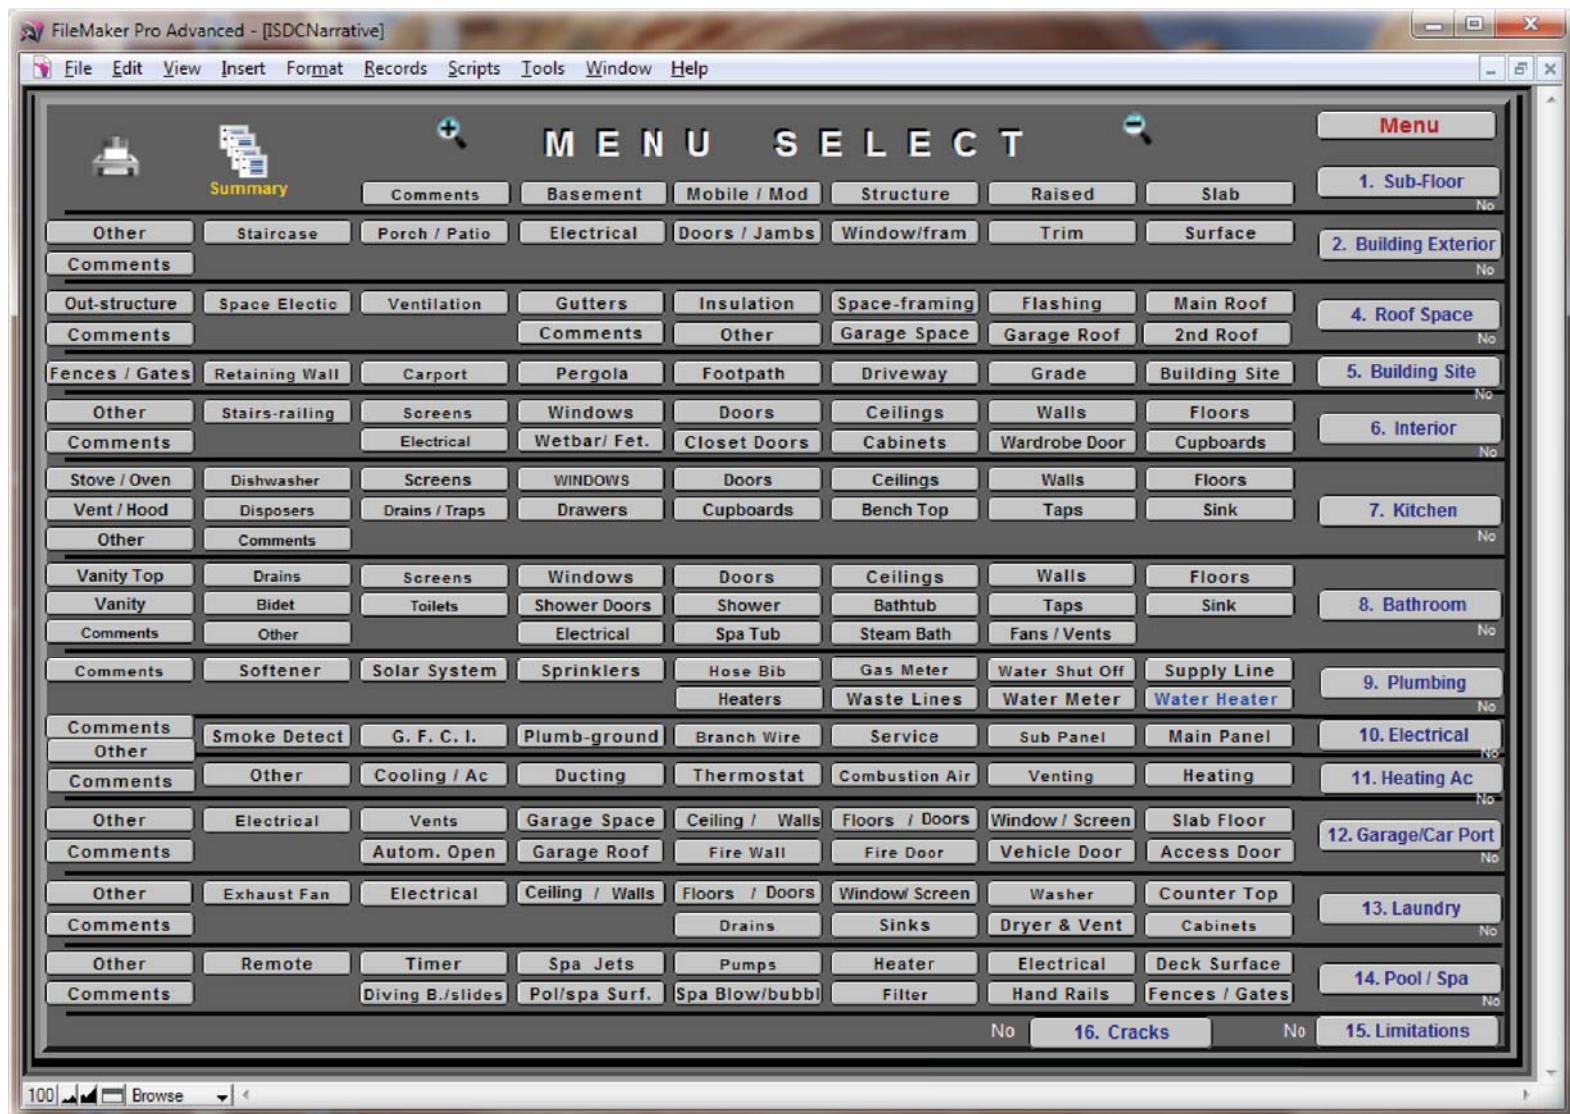 FileMaker Pro Advanced - [ISDCNarrative]
File Edit View Insert Format Records Scripts Tools Window Help
MENU SELECT Menu
Summary Comments Basement Mobile / Mod Structure Raised Slab 1. Sub-Floor
No
Other Staircase Porch / Patio Electrical Doors / Jambs Window/fram Trim Surface 2. Building Exterior
Comments No
Out-structure Space Electic Ventilation Gutters Insulation Space-framing Flashing Main Roof 4. Roof Space
Comments Comments Other Garage Space Garage Roof 2nd Roof No
Fences / Gates Retaining Wall Carport Pergola Footpath Driveway Grade Building Site 5. Building Site
No
Other Stairs-railing Screens Windows Doors Ceilings Walls Floors 6. Interior
Comments Electrical Wetbar/ Fet. Closet Doors Cabinets Wardrobe Door Cupboards No
Stove / Oven Dishwasher Screens WINDOWS Doors Ceilings Walls Floors
Vent / Hood Disposers Drains / Traps Drawers Cupboards Bench Top Taps Sink 7. Kitchen
Other Comments No
Vanity Top Drains Screens Windows Doors Ceilings Walls Floors
Vanity Bidet Toilets Shower Doors Shower Bathtub Taps Sink 8. Bathroom
Comments Other Electrical Spa Tub Steam Bath Fans / Vents No
Comments Softener Solar System Sprinklers Hose Bib Gas Meter Water Shut Off Supply Line 9. Plumbing
Heaters Waste Lines Water Meter Water Heater No
Comments
Smoke Detect G. F. C. I. Plumb-ground Branch Wire Service Sub Panel Main Panel 10. Electrical
Other No
Comments Other Cooling / Ac Ducting Thermostat Combustion Air Venting Heating 11. Heating Ac
No
Other Electrical Vents Garage Space Ceiling / Walls Floors / Doors Window / Screen Slab Floor 12. Garage/Car Port
Comments Autom. Open Garage Roof Fire Wall Fire Door Vehicle Door Access Door No
Other Exhaust Fan Electrical Ceiling / Walls Floors / Doors Window/ Screen Washer Counter Top 13. Laundry
Comments Drains Sinks Dryer & Vent Cabinets No
Other Remote Timer Spa Jets Pumps Heater Electrical Deck Surface 14. Pool / Spa
Comments Diving B./slides Pol/spa Surf. Spa Blow/bubbl Filter Hand Rails Fences / Gates No
No 16. Cracks No 15. Limitations
100 Browse